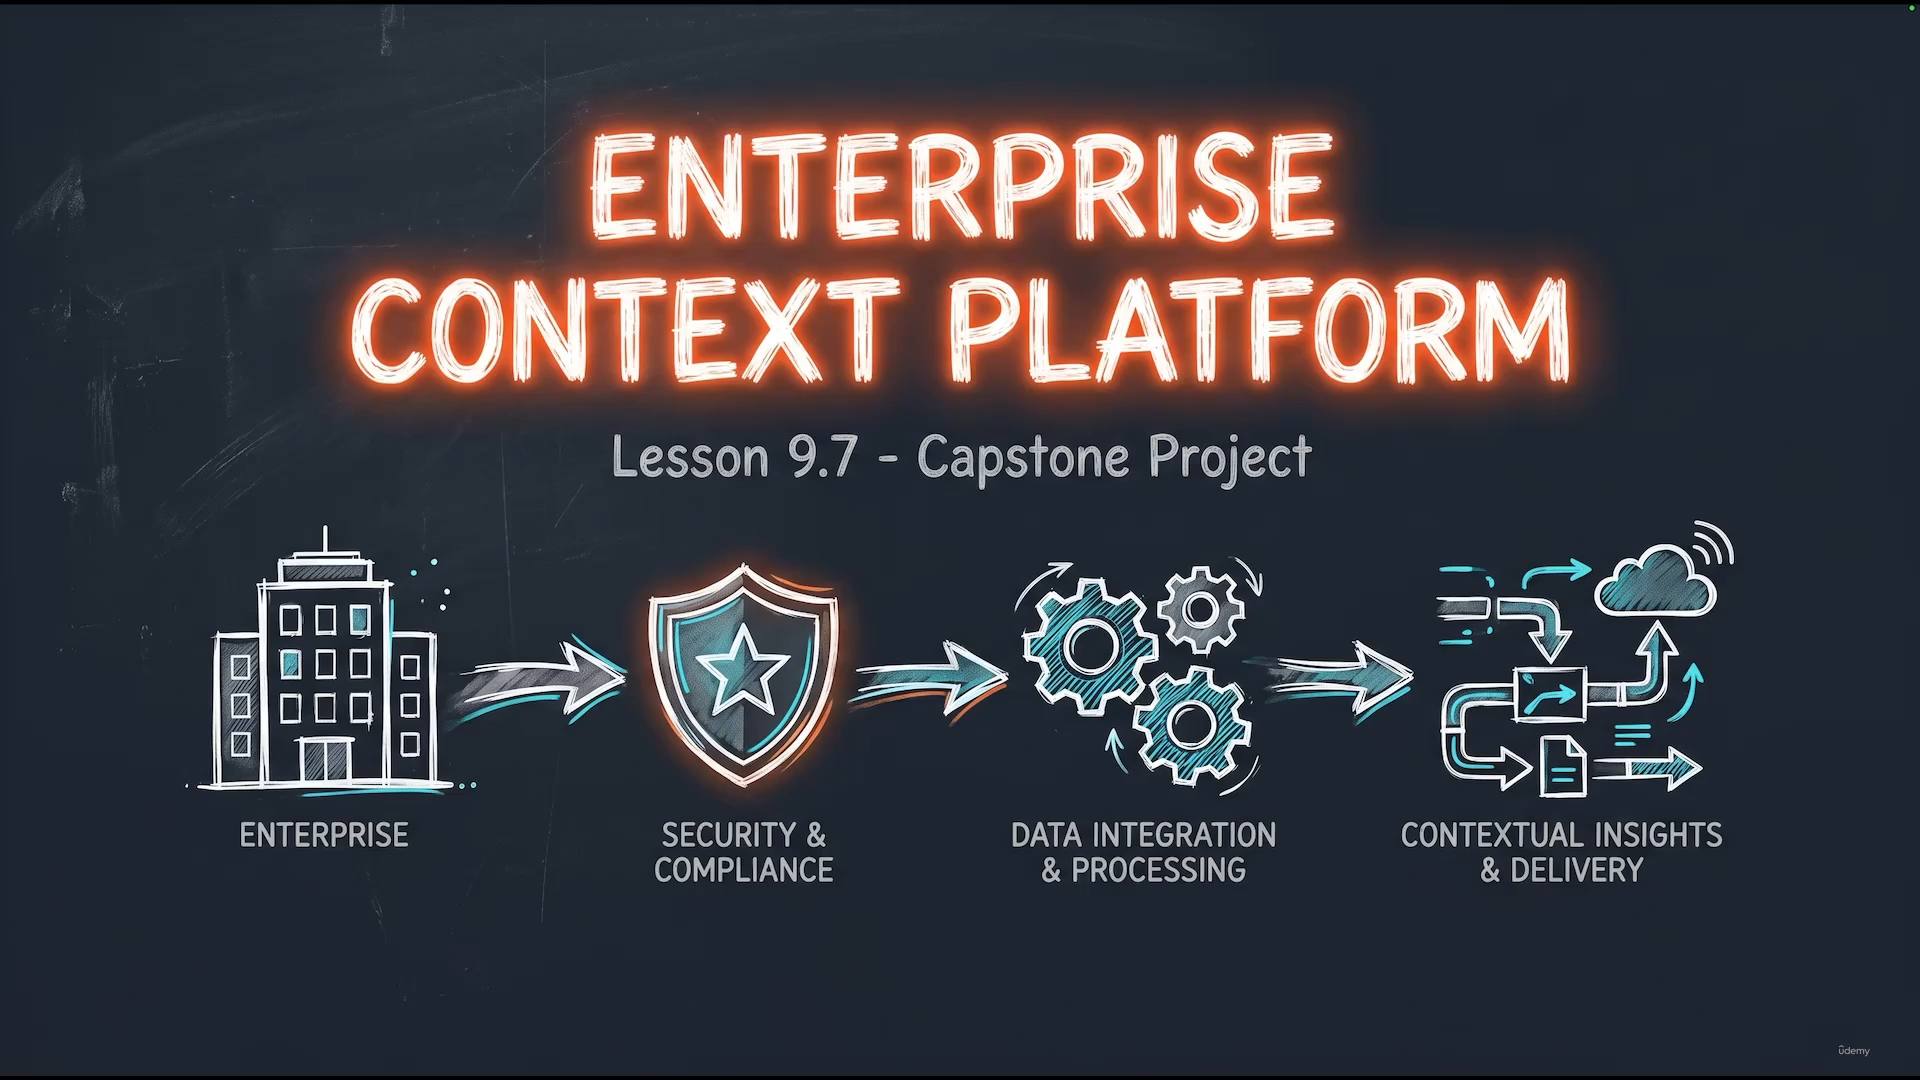 ENTERPRISE
CONTEXT PLATFORM
Lesson 9.7 - Capstone Project
ENTERPRISE
SECURITY &
COMPLIANCE
DATA INTEGRATION
& PROCESSING
CONTEXTUAL INSIGHTS
& DELIVERY
ûdemy